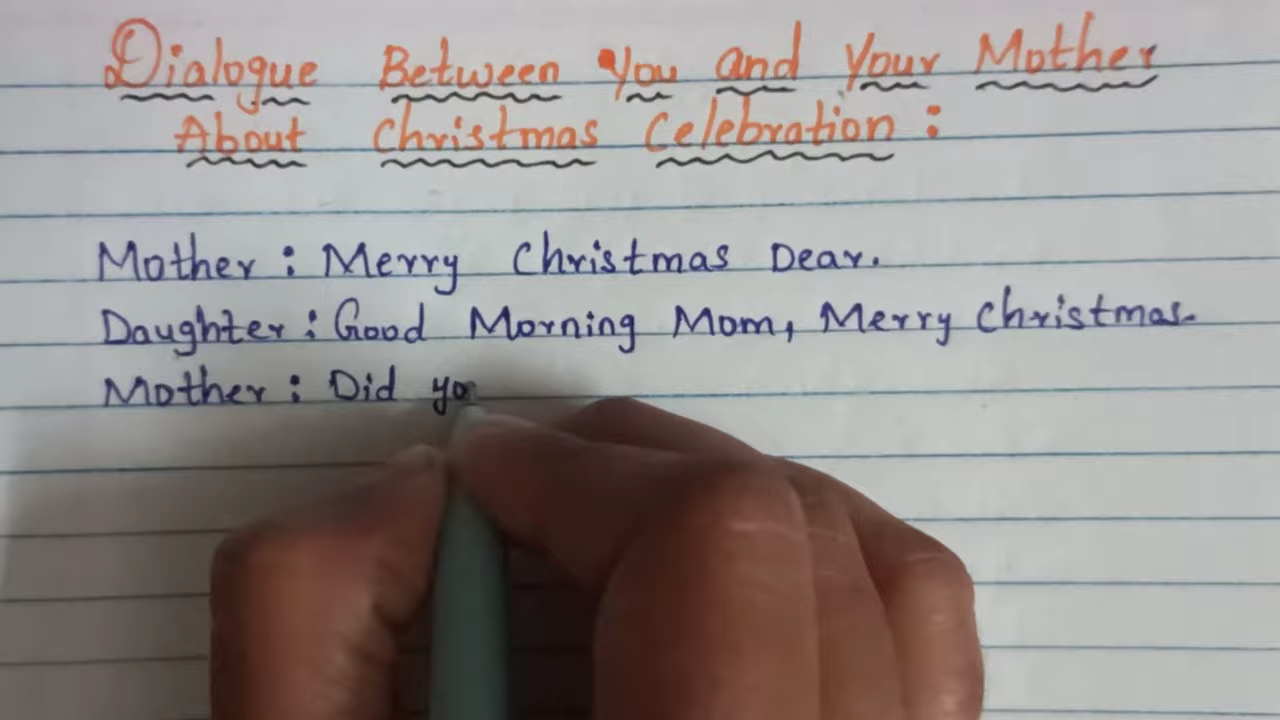 Dialogue Between You and Your Mother
About Christmas Celebration :
Mother : Merry Christmas Dear.
Daughter : Good Morning Mom, Merry Christmas.
Mother : Did yo